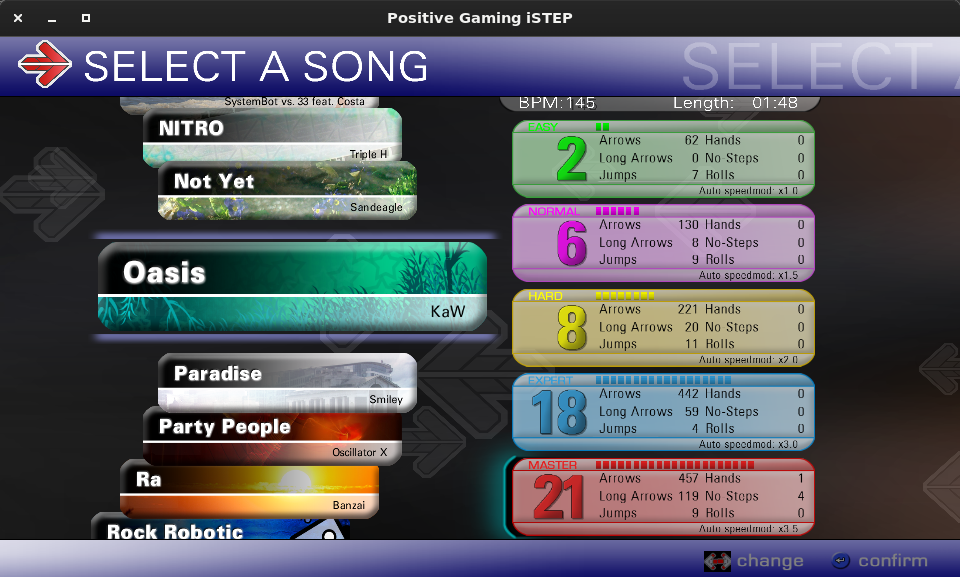 Positive Gaming iSTEP
SELECT A SONG
SELECT A
SystemBot vs. 33 feat. Costa
NITRO
Triple H
Not Yet
Sandeagle
Oasis
KaW
Paradise
Smiley
Party People
Oscillator X
Ra
Banzai
Rock Robotic
BPM:145 Length: 01:48
EASY
2
Arrows 62 Hands 0
Long Arrows 0 No-Steps 0
Jumps 7 Rolls 0
Auto speedmod: x1.0
NORMAL
6
Arrows 130 Hands 0
Long Arrows 8 No-Steps 0
Jumps 9 Rolls 0
Auto speedmod: x1.5
HARD
8
Arrows 221 Hands 0
Long Arrows 20 No-Steps 0
Jumps 11 Rolls 0
Auto speedmod: x2.0
EXPERT
18
Arrows 442 Hands 0
Long Arrows 59 No-Steps 0
Jumps 4 Rolls 0
Auto speedmod: x3.0
MASTER
21
Arrows 457 Hands 1
Long Arrows 119 No-Steps 4
Jumps 9 Rolls 0
Auto speedmod: x3.5
change confirm